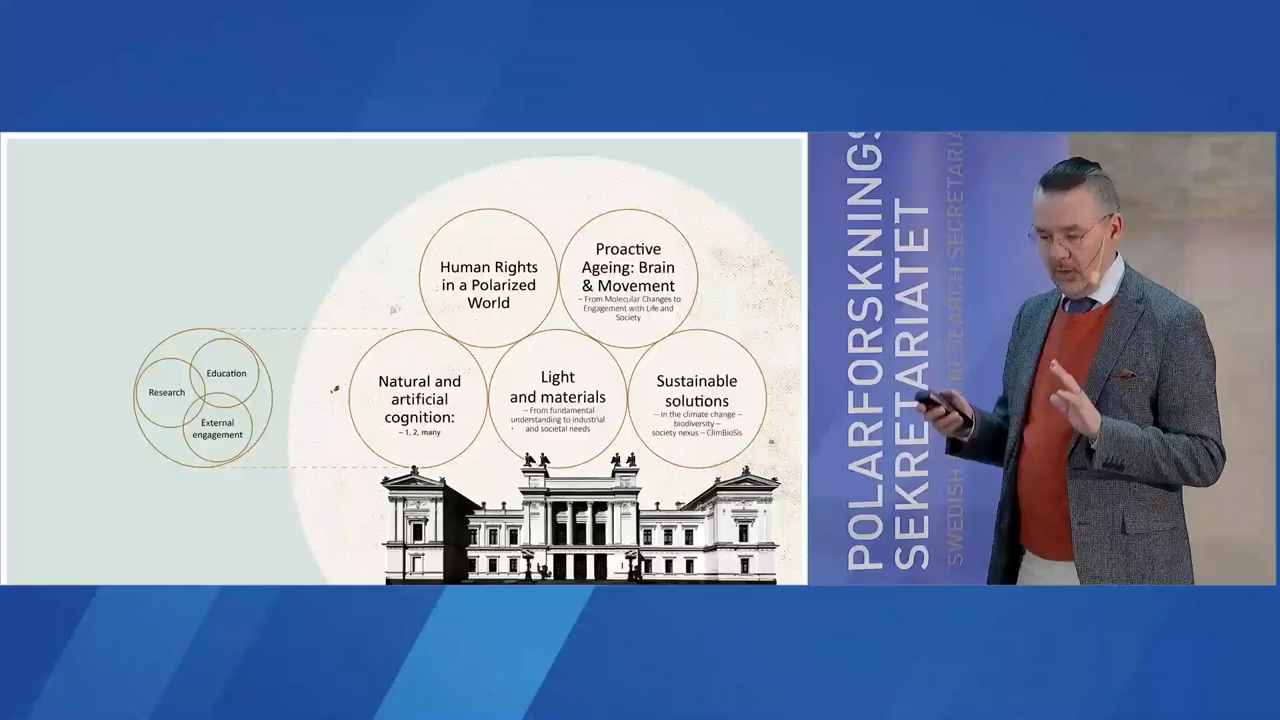 Human Rights
in a Polarized
World
Proactive
Ageing: Brain
& Movement
– From Molecular Changes to
Engagement with Life and
Society
Research
Education
External
engagement
Natural and
artificial
cognition:
– 1, 2, many
Light
and materials
– From fundamental
understanding to industrial
and societal needs
Sustainable
solutions
– in the climate change –
biodiversity –
society nexus – ClimBioSis
POLARFORSKNINGS
SEKRETARIATET
SWEDISH RESEARCH SECRETARIA